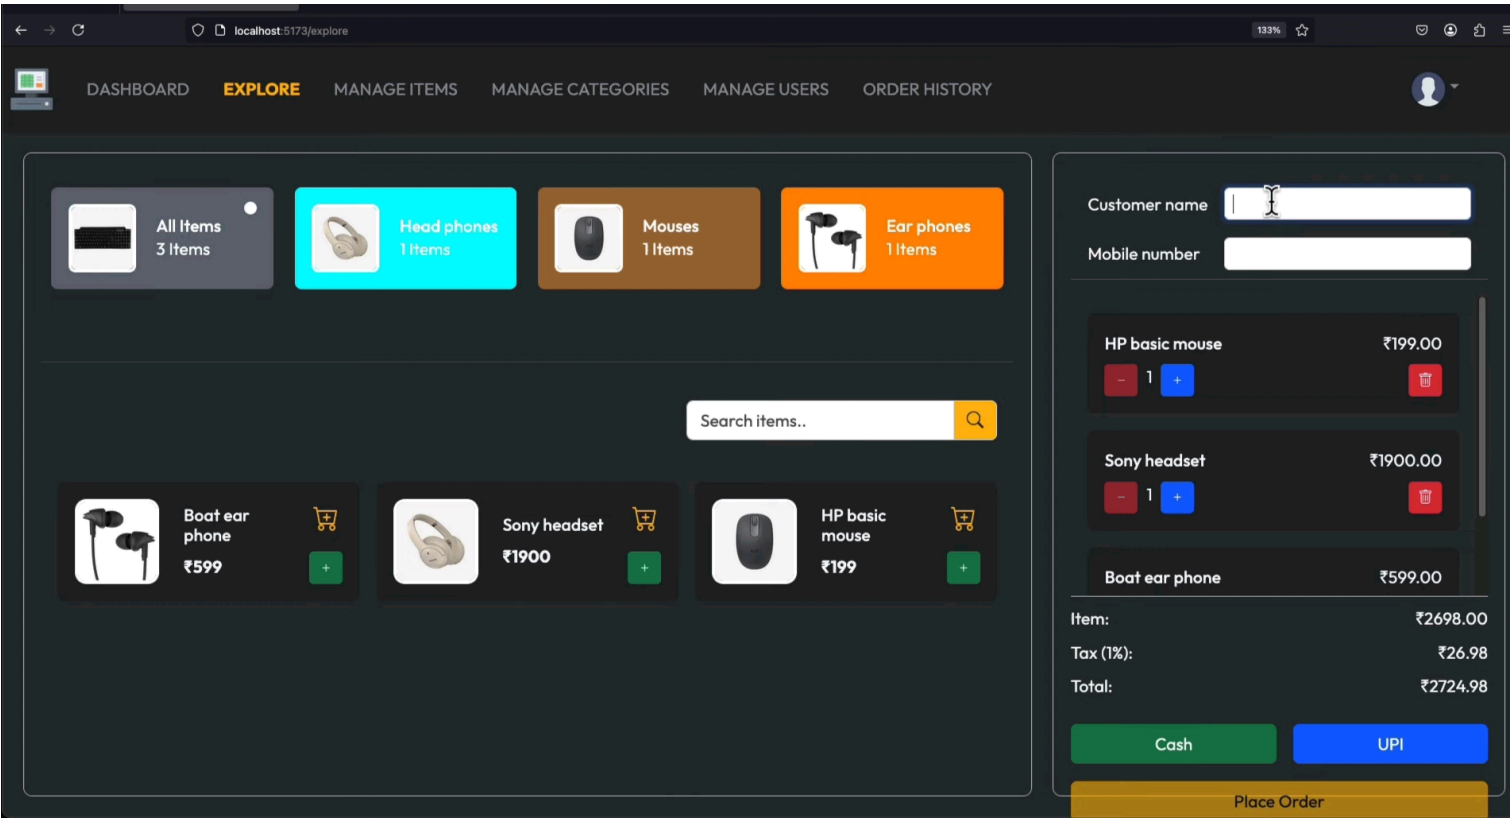 localhost:5173/explore
133%
DASHBOARD EXPLORE MANAGE ITEMS MANAGE CATEGORIES MANAGE USERS ORDER HISTORY
All Items
3 Items
Head phones
1 Items
Mouses
1 Items
Ear phones
1 Items
Search items..
Boat ear
phone
₹599
+
Sony headset
₹1900
+
HP basic
mouse
₹199
+
Customer name
Mobile number
HP basic mouse ₹199.00
- 1 +
Sony headset ₹1900.00
- 1 +
Boat ear phone ₹599.00
Item: ₹2698.00
Tax (1%): ₹26.98
Total: ₹2724.98
Cash UPI
Place Order